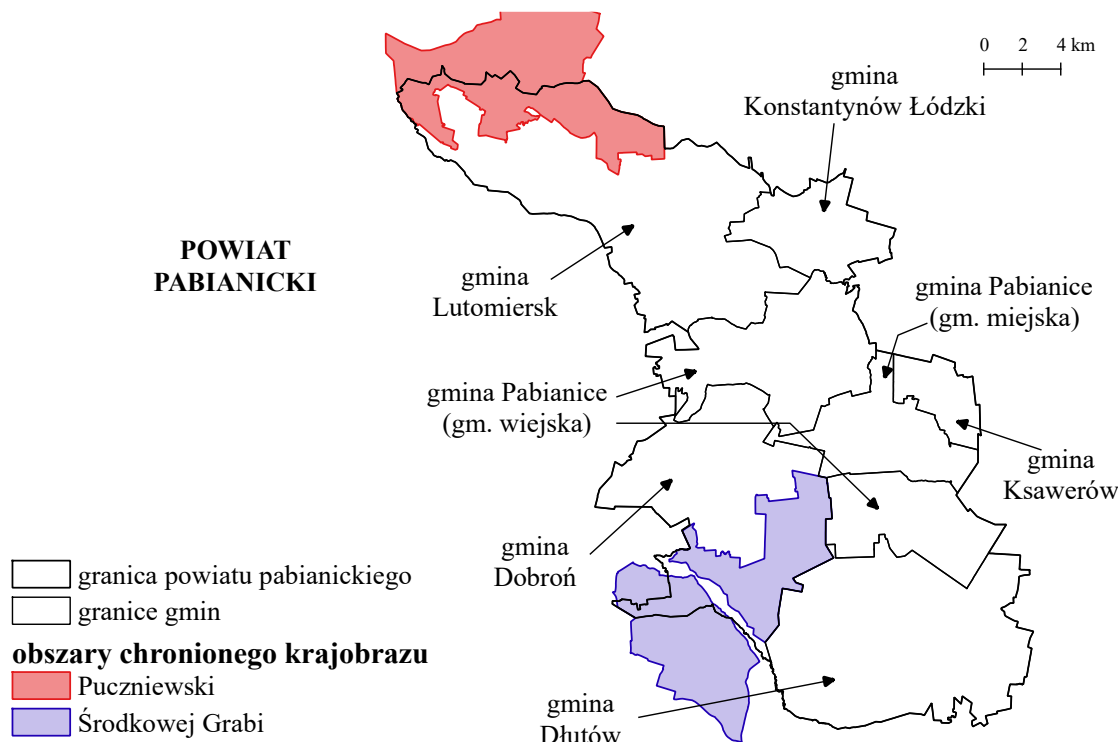 0 2 4 km
gmina
Konstantynów Łódzki
POWIAT
PABIANICKI
gmina
Lutomiersk
gmina Pabianice
(gm. miejska)
gmina Pabianice
(gm. wiejska)
gmina
Ksawerów
gmina
Dobroń
granica powiatu pabianickiego
granice gmin
obszary chronionego krajobrazu
Puczniewski
Środkowej Grabi
gmina
Dłutów